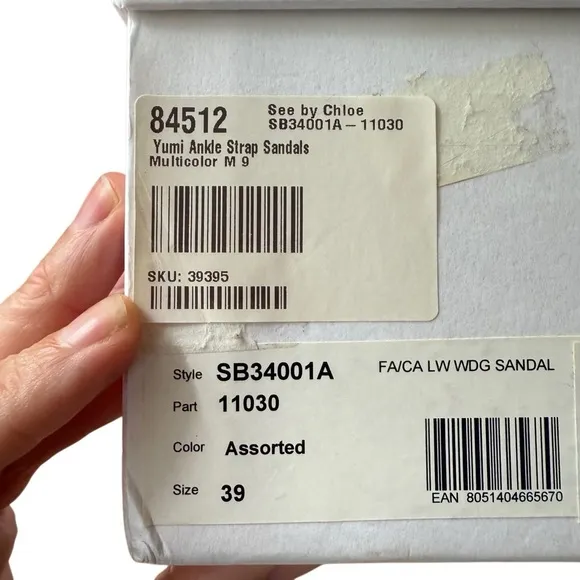 84512
See by Chloe
SB34001A – 11030
Yumi Ankle Strap Sandals
Multicolor M 9
SKU: 39395
Style SB34001A
FA/CA LW WDG SANDAL
Part 11030
Color Assorted
Size 39
EAN 8051404665670